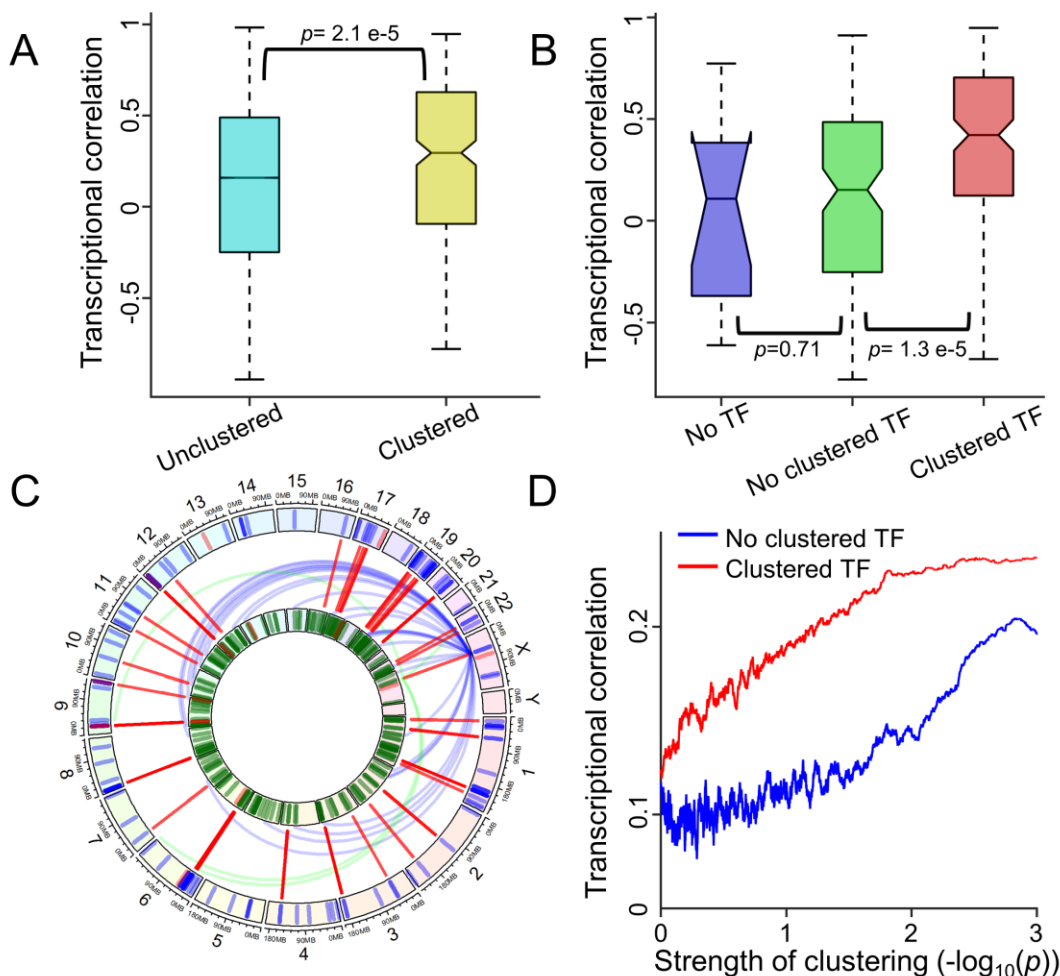 A
Transcriptional correlation
1
0.5
0
-0.5
p= 2.1 e-5
Unclustered
Clustered
B
Transcriptional correlation
1
0.5
0
-0.5
p=0.71
p= 1.3 e-5
No TF
No clustered TF
Clustered TF
C
1
2
3
4
5
6
7
8
9
10
11
12
13
14
15
16
17
18
19
20
21
22
X
Y
0MB
90MB
180MB
D
No clustered TF
Clustered TF
Transcriptional correlation
0.2
0.1
0
0
1
2
3
Strength of clustering (-log10(p))